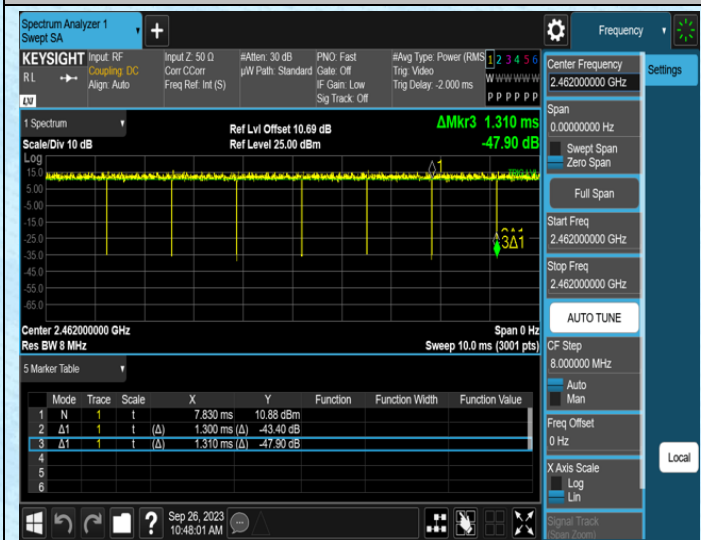 Spectrum Analyzer 1
Swept SA
+
Frequency
KEYSIGHT
Input: RF
Coupling: DC
Align: Auto
Input Z: 50 Ω
Corr CCorr
Freq Ref: Int (S)
#Atten: 30 dB
µW Path: Standard
PNO: Fast
Gate: Off
IF Gain: Low
Sig Track: Off
#Avg Type: Power (RMS
Trig: Video
Trig Delay: -2.000 ms
1 2 3 4 5 6
W W W W W W
P P P P P P
RL
LXI
1 Spectrum
Scale/Div 10 dB
Ref Lvl Offset 10.69 dB
Ref Level 25.00 dBm
ΔMkr3 1.310 ms
-47.90 dB
Log
15.0
5.00
-5.00
-15.0
-25.0
-35.0
-45.0
-55.0
-65.0
1
3Δ1
Center 2.462000000 GHz
Res BW 8 MHz
Span 0 Hz
Sweep 10.0 ms (3001 pts)
5 Marker Table
Mode Trace Scale X Y Function Function Width Function Value
1 N 1 t 7.830 ms 10.88 dBm
2 Δ1 1 t (Δ) 1.300 ms (Δ) -43.40 dB
3 Δ1 1 t (Δ) 1.310 ms (Δ) -47.90 dB
4
5
6
Sep 26, 2023
10:48:01 AM
?
Center Frequency
2.462000000 GHz
Settings
Span
0.00000000 Hz
Swept Span
Zero Span
Full Span
Start Freq
2.462000000 GHz
Stop Freq
2.462000000 GHz
AUTO TUNE
CF Step
8.000000 MHz
Auto
Man
Freq Offset
0 Hz
X Axis Scale
Log
Lin
Signal Track
(Span Zoom)
Local